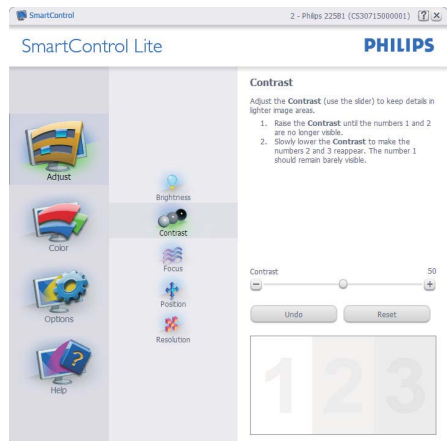 SmartControl
2 - Philips 225B1 (CS30715000001)
? X
SmartControl Lite
PHILIPS
Adjust
Color
Options
Help
Brightness
Contrast
Focus
Position
Resolution
Contrast
Adjust the Contrast (use the slider) to keep details in
lighter image areas.
1. Raise the Contrast until the numbers 1 and 2
are no longer visible.
2. Slowly lower the Contrast to make the
numbers 2 and 3 reappear. The number 1
should remain barely visible.
Contrast 50
Undo Reset
1 2 3